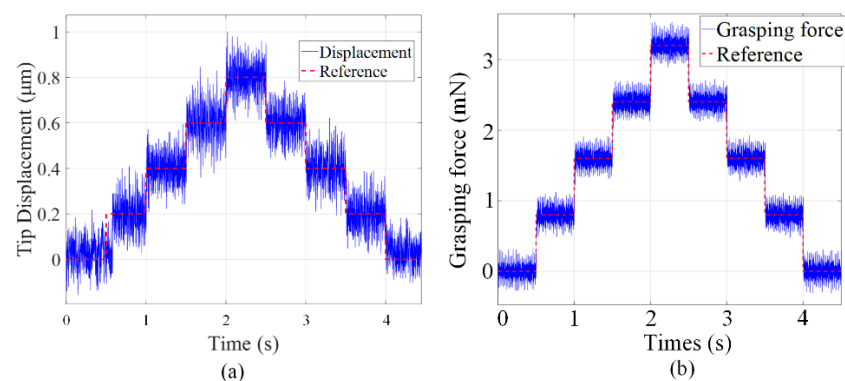 1
0.8
0.6
0.4
0.2
0
Tip Displacement (μm)
Displacement
Reference
0 1 2 3 4
Time (s)
(a)
3
2
1
0
Grasping force (mN)
Grasping force
Reference
0 1 2 3 4
Times (s)
(b)